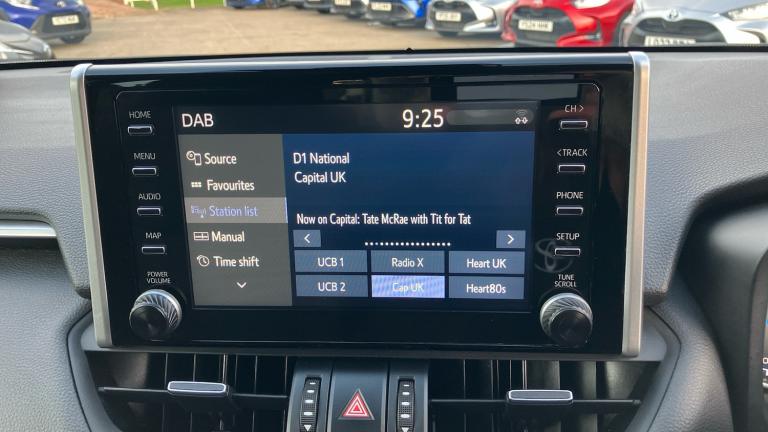 DAB
9:25
HOME
MENU
AUDIO
MAP
POWER
VOLUME
Source
Favourites
Station list
Manual
Time shift
D1 National
Capital UK
Now on Capital: Tate McRae with Tit for Tat
<
>
UCB 1
Radio X
Heart UK
UCB 2
Cap UK
Heart80s
CH >
< TRACK
PHONE
SETUP
TUNE
SCROLL